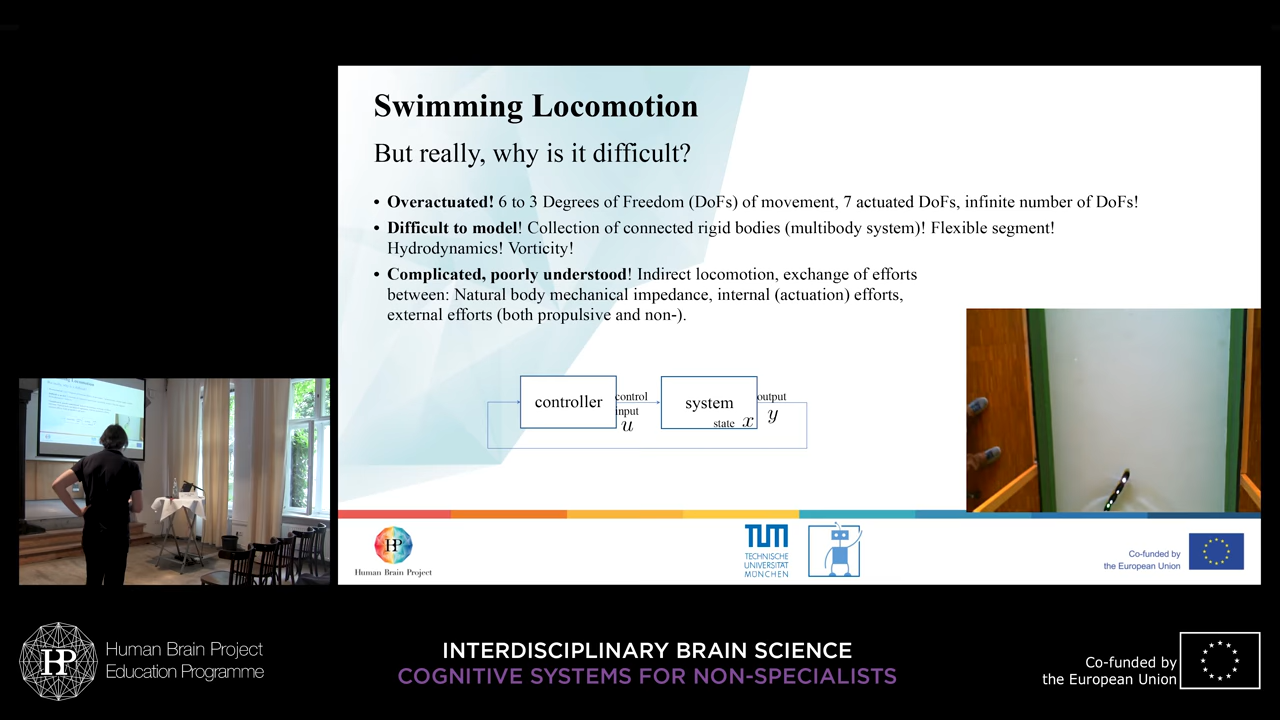 Swimming Locomotion
But really, why is it difficult?
• Overactuated! 6 to 3 Degrees of Freedom (DoFs) of movement, 7 actuated DoFs, infinite number of DoFs!
• Difficult to model! Collection of connected rigid bodies (multibody system)! Flexible segment!
Hydrodynamics! Vorticity!
• Complicated, poorly understood! Indirect locomotion, exchange of efforts
between: Natural body mechanical impedance, internal (actuation) efforts,
external efforts (both propulsive and non-).
controller
control
input
u
system
state x
output
y
HP
Human Brain Project
TUM
TECHNISCHE
UNIVERSITÄT
MÜNCHEN
Co-funded by
the European Union
HP
Human Brain Project
Education Programme
INTERDISCIPLINARY BRAIN SCIENCE
COGNITIVE SYSTEMS FOR NON-SPECIALISTS
Co-funded by
the European Union